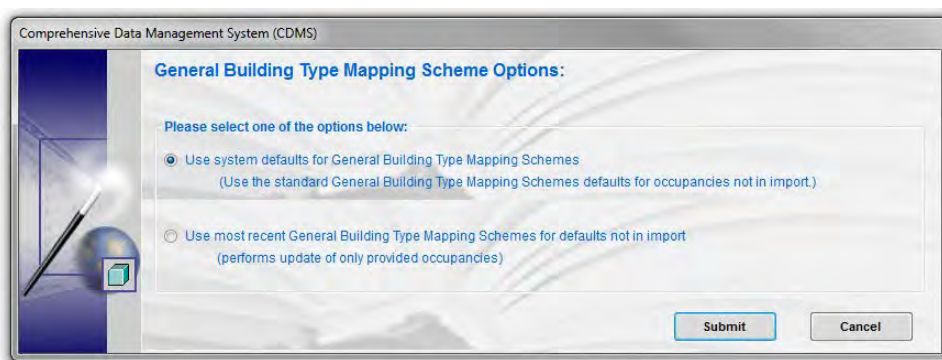 Comprehensive Data Management System (CDMS)
General Building Type Mapping Scheme Options:
Please select one of the options below:
Use system defaults for General Building Type Mapping Schemes
(Use the standard General Building Type Mapping Schemes defaults for occupancies not in import.)
Use most recent General Building Type Mapping Schemes for defaults not in import
(performs update of only provided occupancies)
Submit Cancel